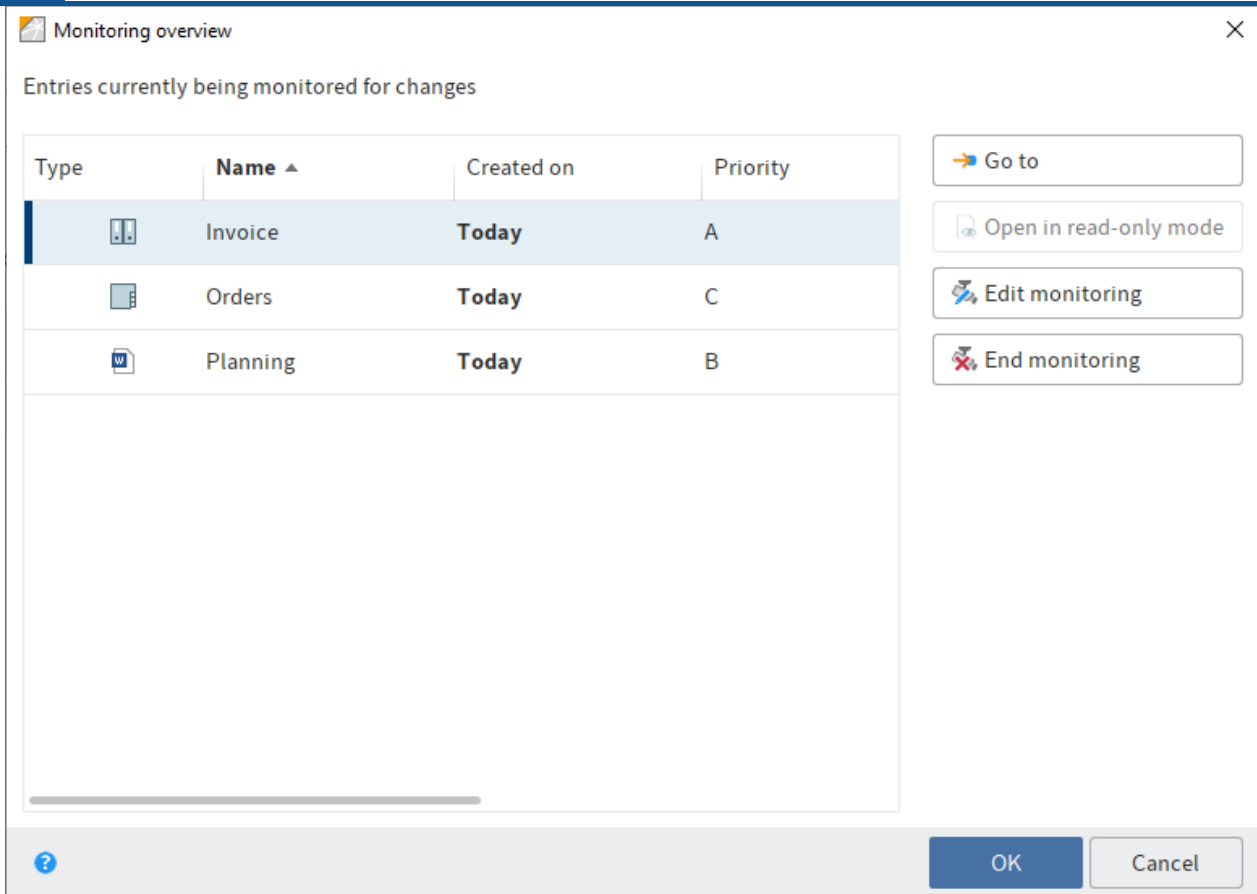 Monitoring overview
Entries currently being monitored for changes
Type Name Created on Priority
Invoice Today A
Orders Today C
Planning Today B
Go to
Open in read-only mode
Edit monitoring
End monitoring
OK Cancel